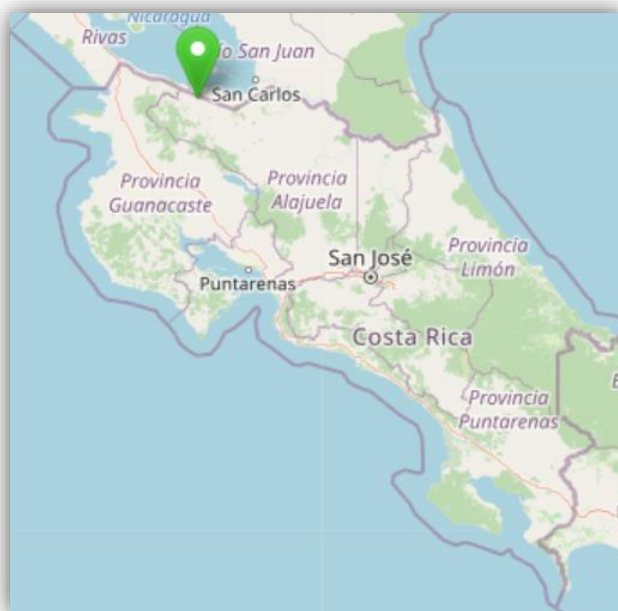 Nicaragua
Rivas
ío San Juan
San Carlos
Provincia
Guanacaste
Provincia
Alajuela
San José
Provincia
Limón
Puntarenas
Costa Rica
Provincia
Puntarenas